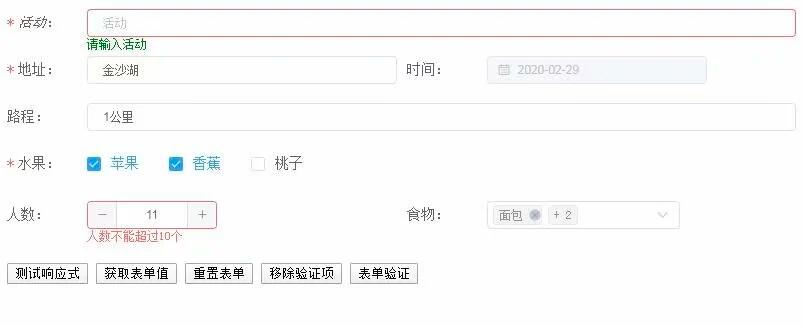 * 活动： 活动
请输入活动
* 地址： 金沙湖 时间： 2020-02-29
路程： 1公里
* 水果： 苹果 香蕉 桃子
人数： − 11 + 食物： 面包 + 2
人数不能超过10个
测试响应式 获取表单值 重置表单 移除验证项 表单验证